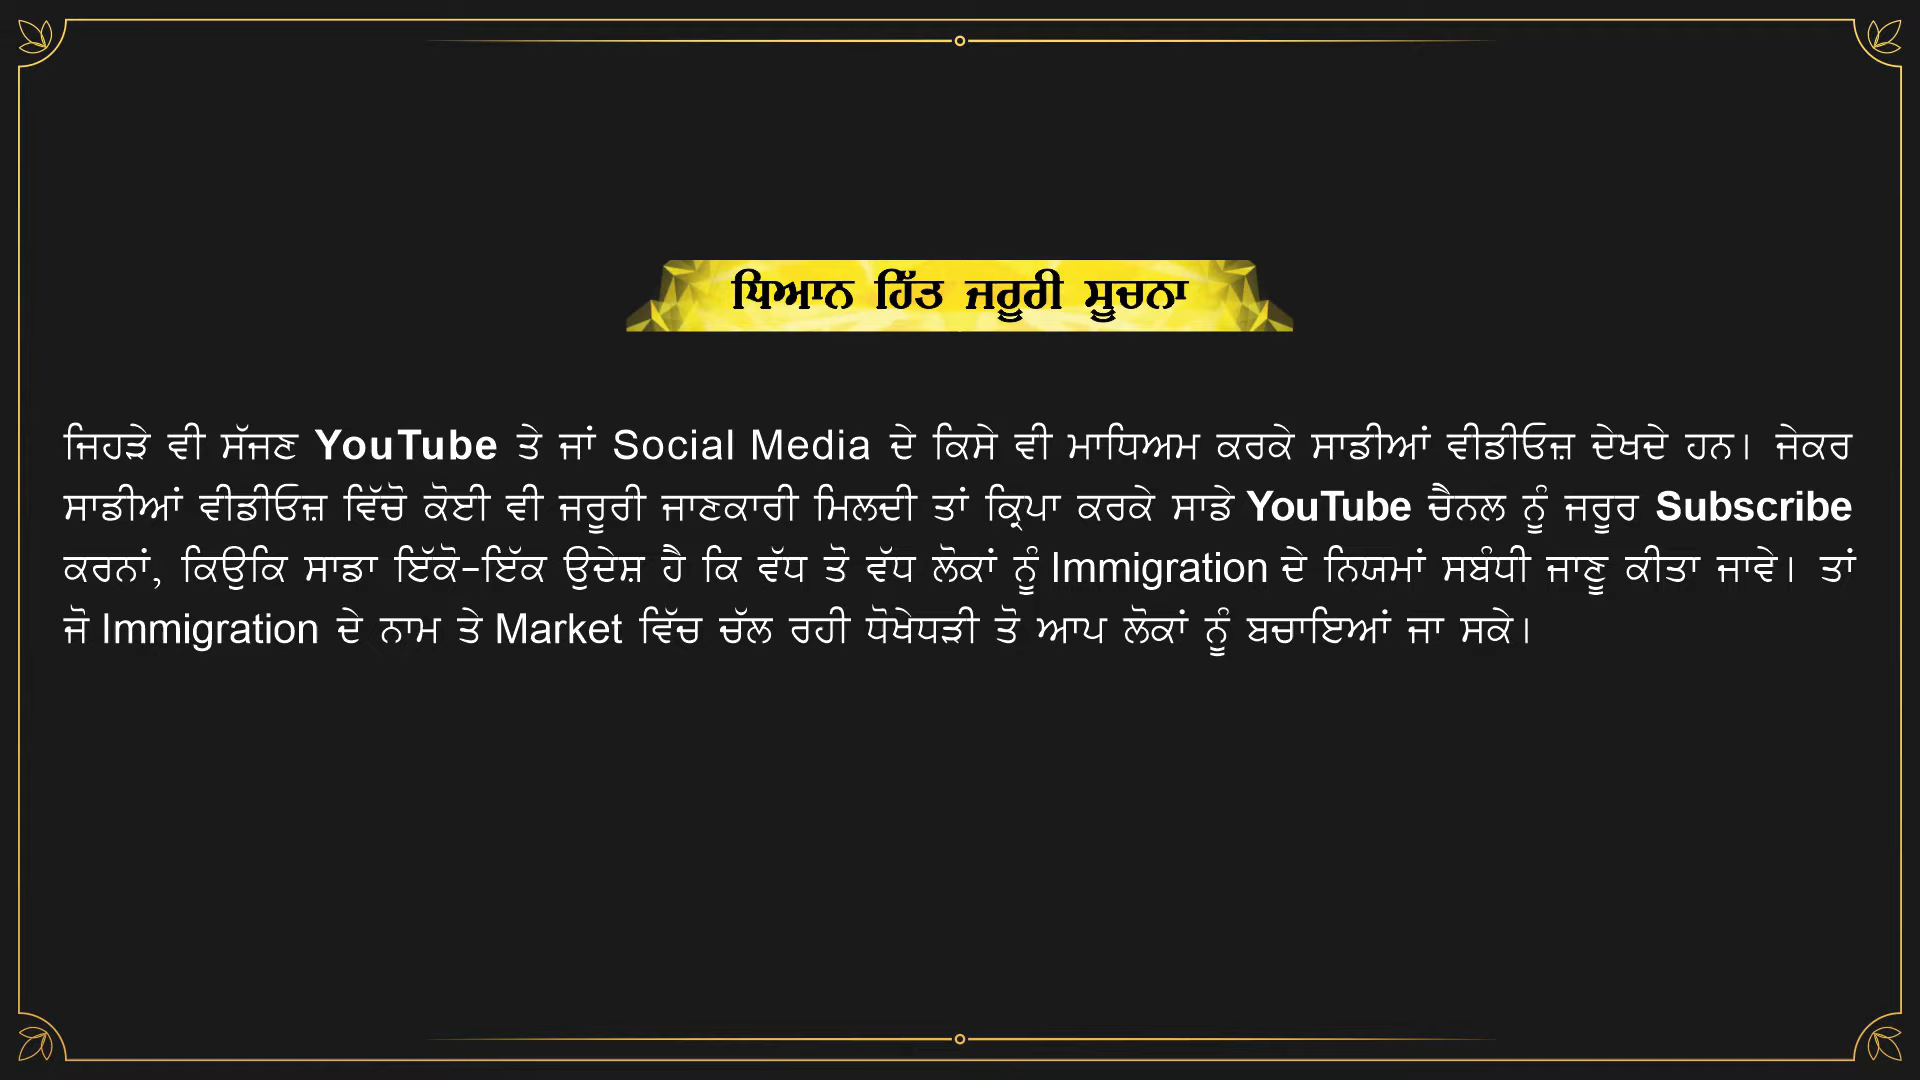 ਧਿਆਨ ਹਿੱਤ ਜਰੂਰੀ ਸੂਚਨਾ
ਜਿਹੜੇ ਵੀ ਸੱਜਣ YouTube ਤੇ ਜਾਂ Social Media ਦੇ ਕਿਸੇ ਵੀ ਮਾਧਿਅਮ ਕਰਕੇ ਸਾਡੀਆਂ ਵੀਡੀਓਜ਼ ਦੇਖਦੇ ਹਨ। ਜੇਕਰ
ਸਾਡੀਆਂ ਵੀਡੀਓਜ਼ ਵਿੱਚੋ ਕੋਈ ਵੀ ਜਰੂਰੀ ਜਾਣਕਾਰੀ ਮਿਲਦੀ ਤਾਂ ਕ੍ਰਿਪਾ ਕਰਕੇ ਸਾਡੇ YouTube ਚੈਨਲ ਨੂੰ ਜਰੂਰ Subscribe
ਕਰਨਾਂ, ਕਿਉਕਿ ਸਾਡਾ ਇੱਕੋ-ਇੱਕ ਉਦੇਸ਼ ਹੈ ਕਿ ਵੱਧ ਤੋ ਵੱਧ ਲੋਕਾਂ ਨੂੰ Immigration ਦੇ ਨਿਯਮਾਂ ਸਬੰਧੀ ਜਾਣੂ ਕੀਤਾ ਜਾਵੇ। ਤਾਂ
ਜੋ Immigration ਦੇ ਨਾਮ ਤੇ Market ਵਿੱਚ ਚੱਲ ਰਹੀ ਧੋਖੇਧੜੀ ਤੋ ਆਪ ਲੋਕਾਂ ਨੂੰ ਬਚਾਇਆਂ ਜਾ ਸਕੇ।